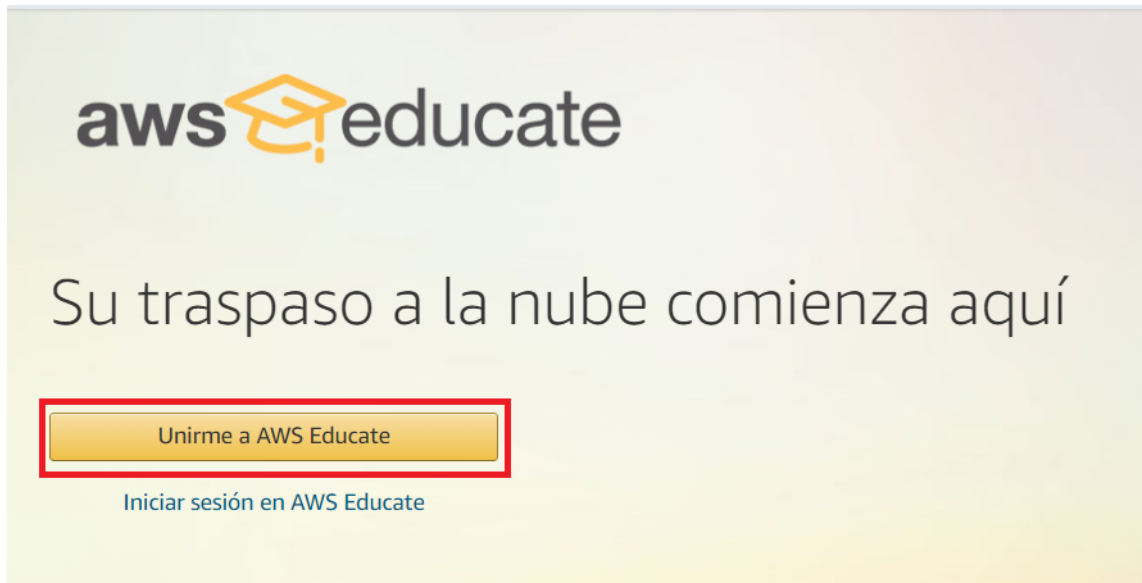 aws educate
Su traspaso a la nube comienza aquí
Unirme a AWS Educate
Iniciar sesión en AWS Educate